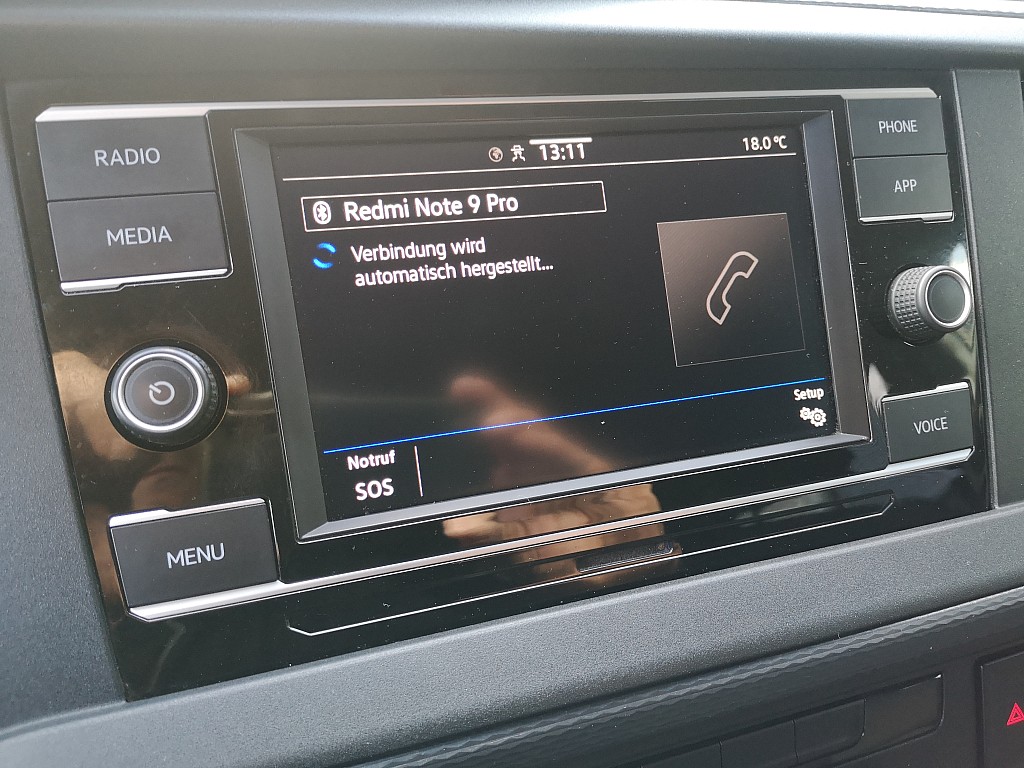 RADIO
MEDIA
MENU
13:11
18.0°C
Redmi Note 9 Pro
Verbindung wird
automatisch hergestellt...
Setup
Notruf
SOS
PHONE
APP
VOICE